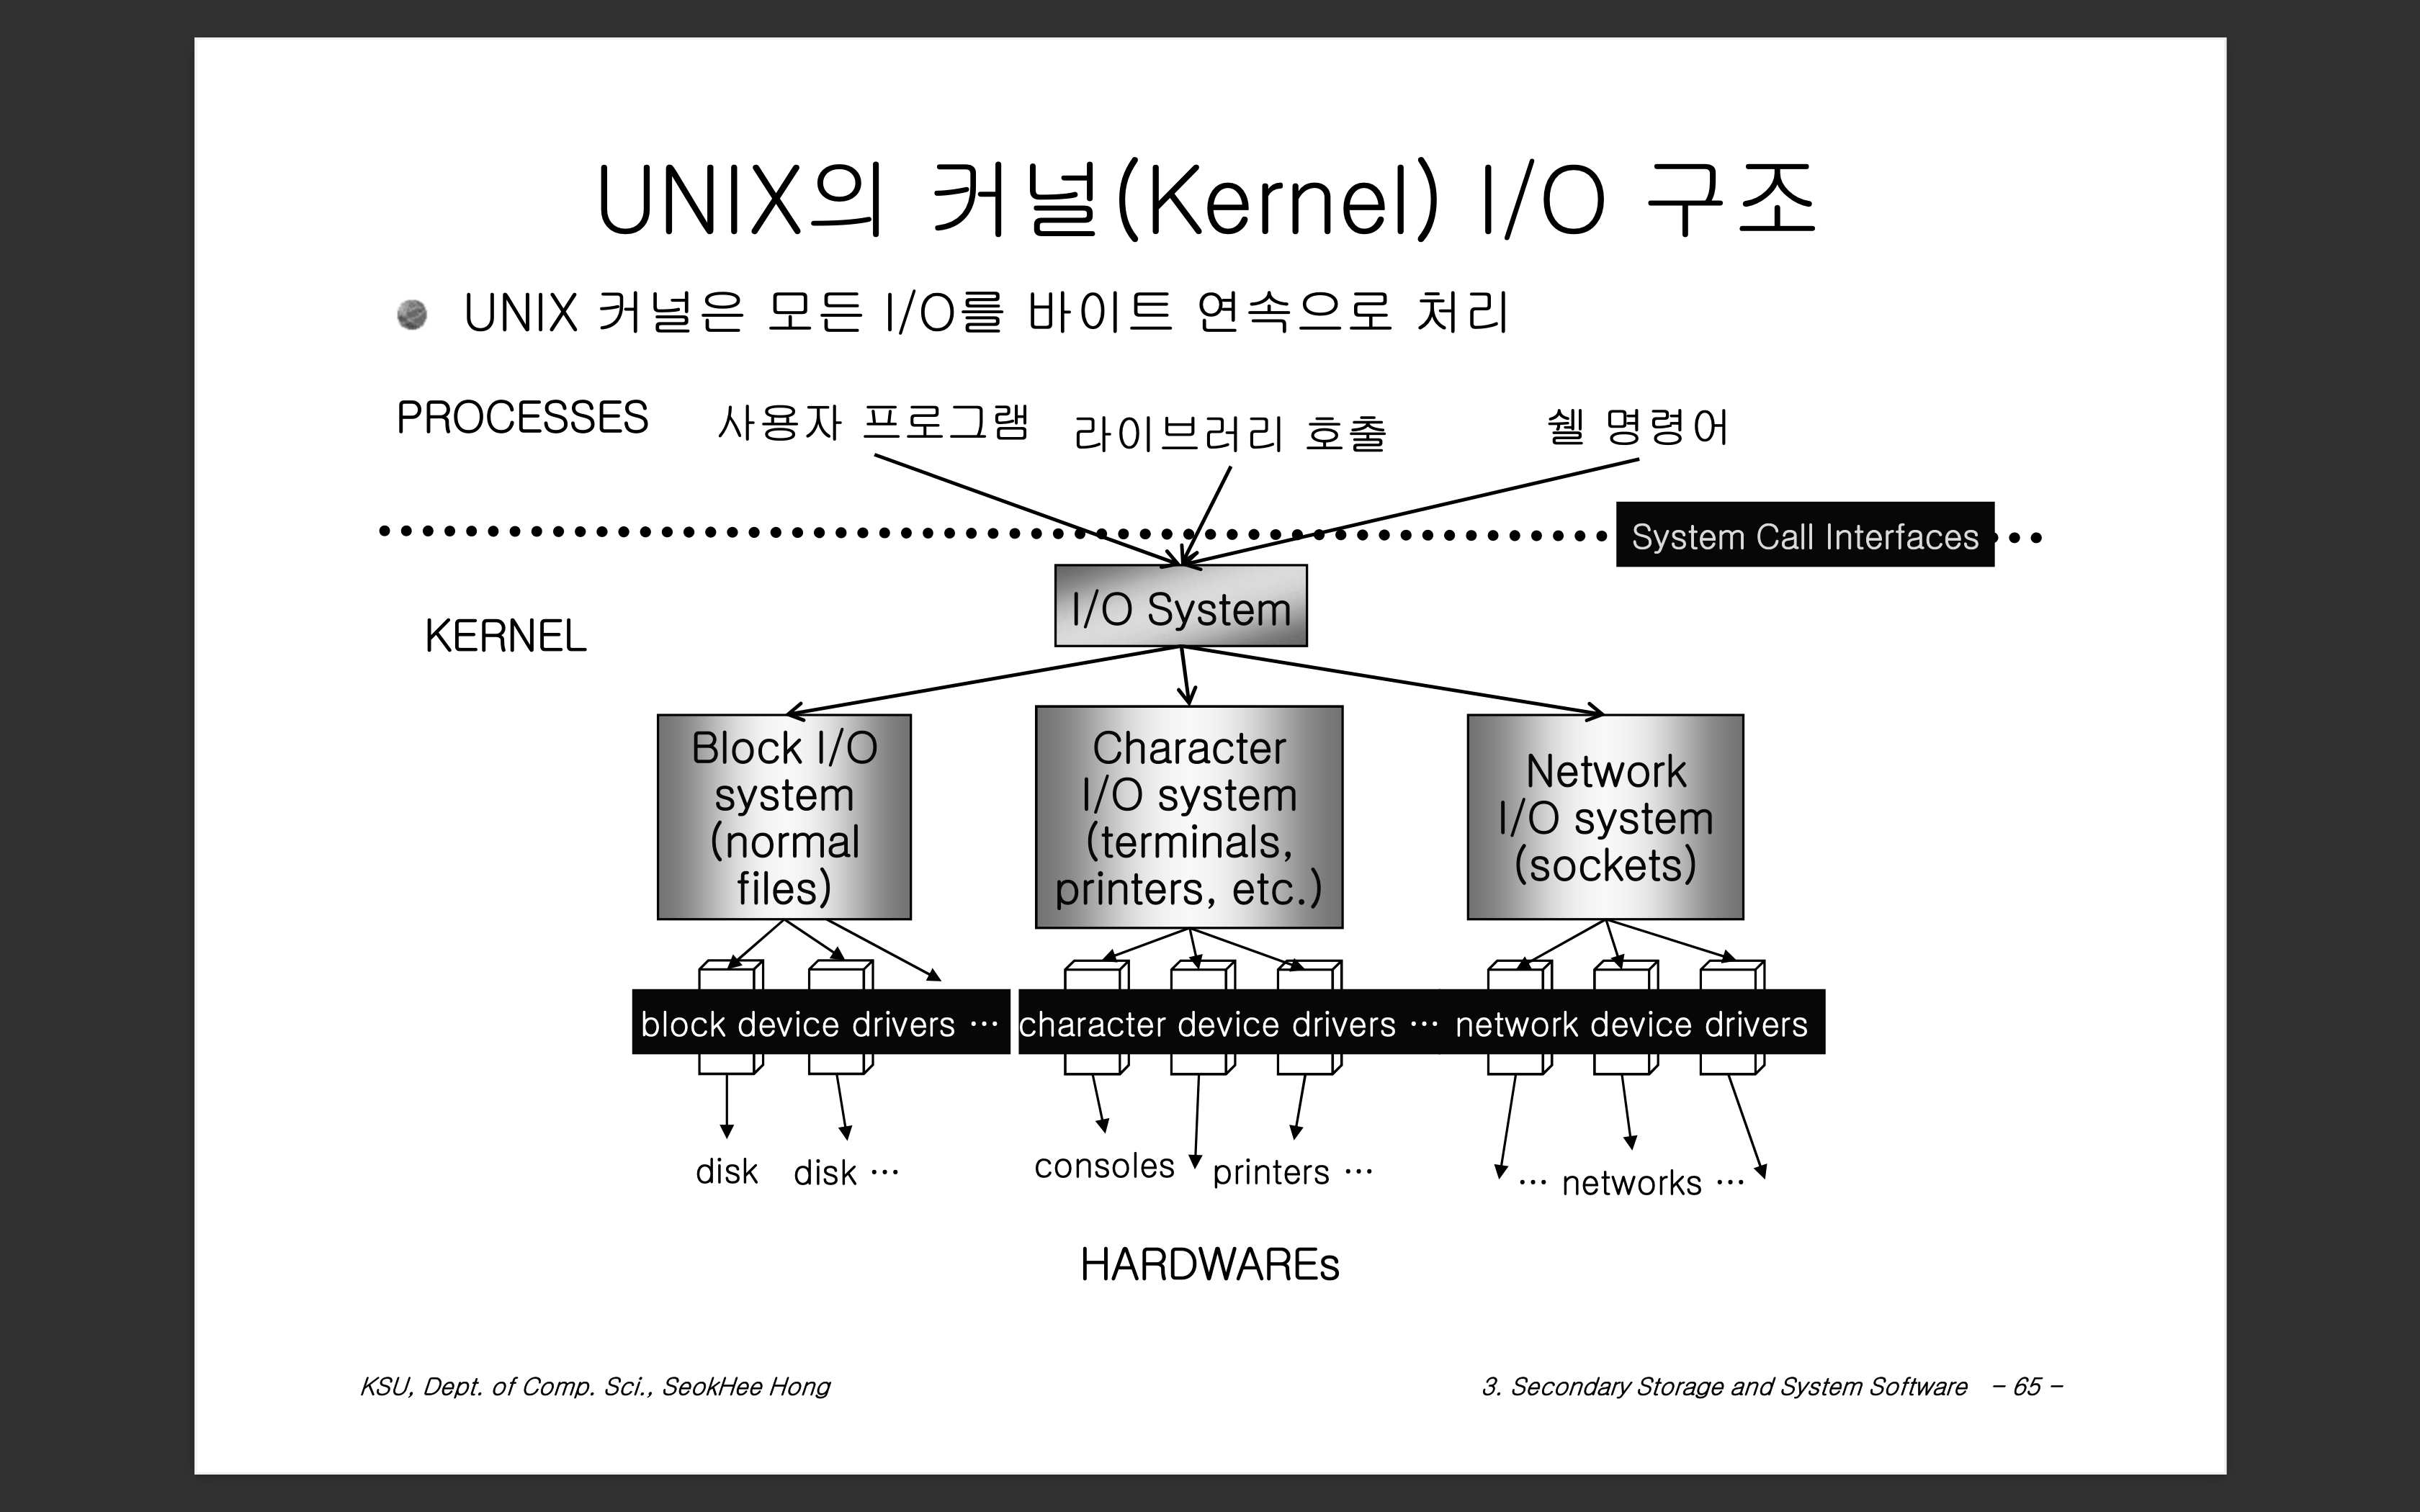 UNIX의 커널(Kernel) I/O 구조
UNIX 커널은 모든 I/O를 바이트 연속으로 처리
PROCESSES
사용자 프로그램
라이브러리 호출
쉘 명령어
System Call Interfaces
I/O System
KERNEL
Block I/O
system
(normal
files)
Character
I/O system
(terminals,
printers, etc.)
Network
I/O system
(sockets)
block device drivers ...
character device drivers ...
network device drivers
disk
disk ...
consoles
printers ...
... networks ...
HARDWAREs
KSU, Dept. of Comp. Sci., SeokHee Hong
3. Secondary Storage and System Software - 65 -